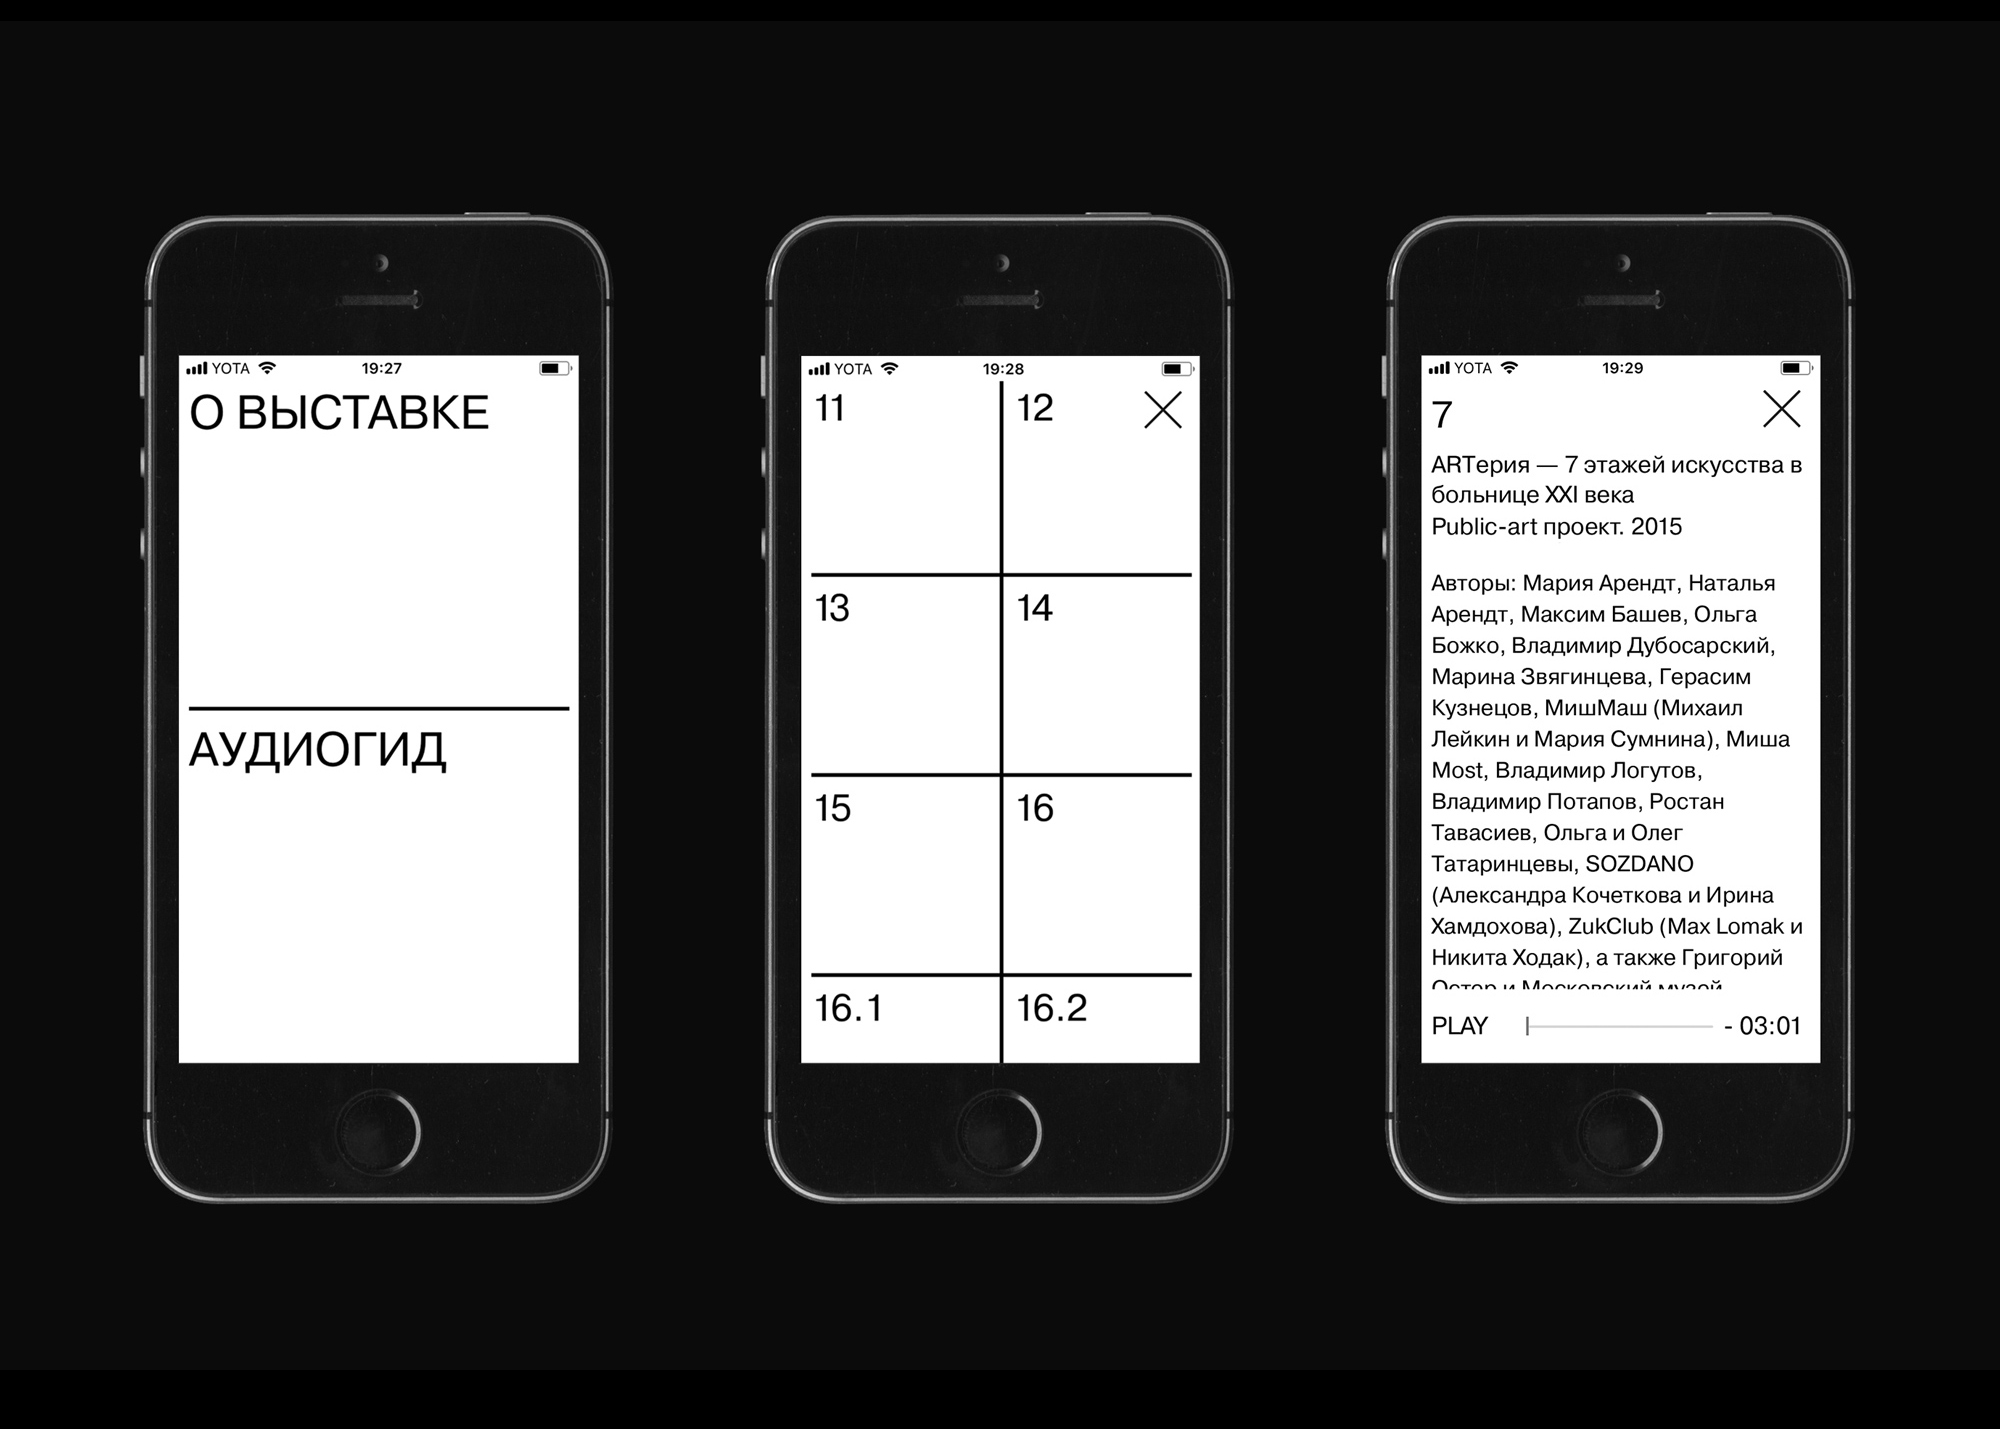 YOTA 19:27
О ВЫСТАВКЕ
АУДИОГИД
YOTA 19:28
11 12
13 14
15 16
16.1 16.2
YOTA 19:29
7
ARTерия — 7 этажей искусства в
больнице XXI века
Public-art проект. 2015
Авторы: Мария Арендт, Наталья
Арендт, Максим Башев, Ольга
Божко, Владимир Дубосарский,
Марина Звягинцева, Герасим
Кузнецов, МишМаш (Михаил
Лейкин и Мария Сумнина), Миша
Most, Владимир Логутов,
Владимир Потапов, Ростан
Тавасиев, Ольга и Олег
Татаринцевы, SOZDANO
(Александра Кочеткова и Ирина
Хамдохова), ZukClub (Max Lomak и
Никита Ходак), а также Григорий
Остер и Московский музей
PLAY - 03:01